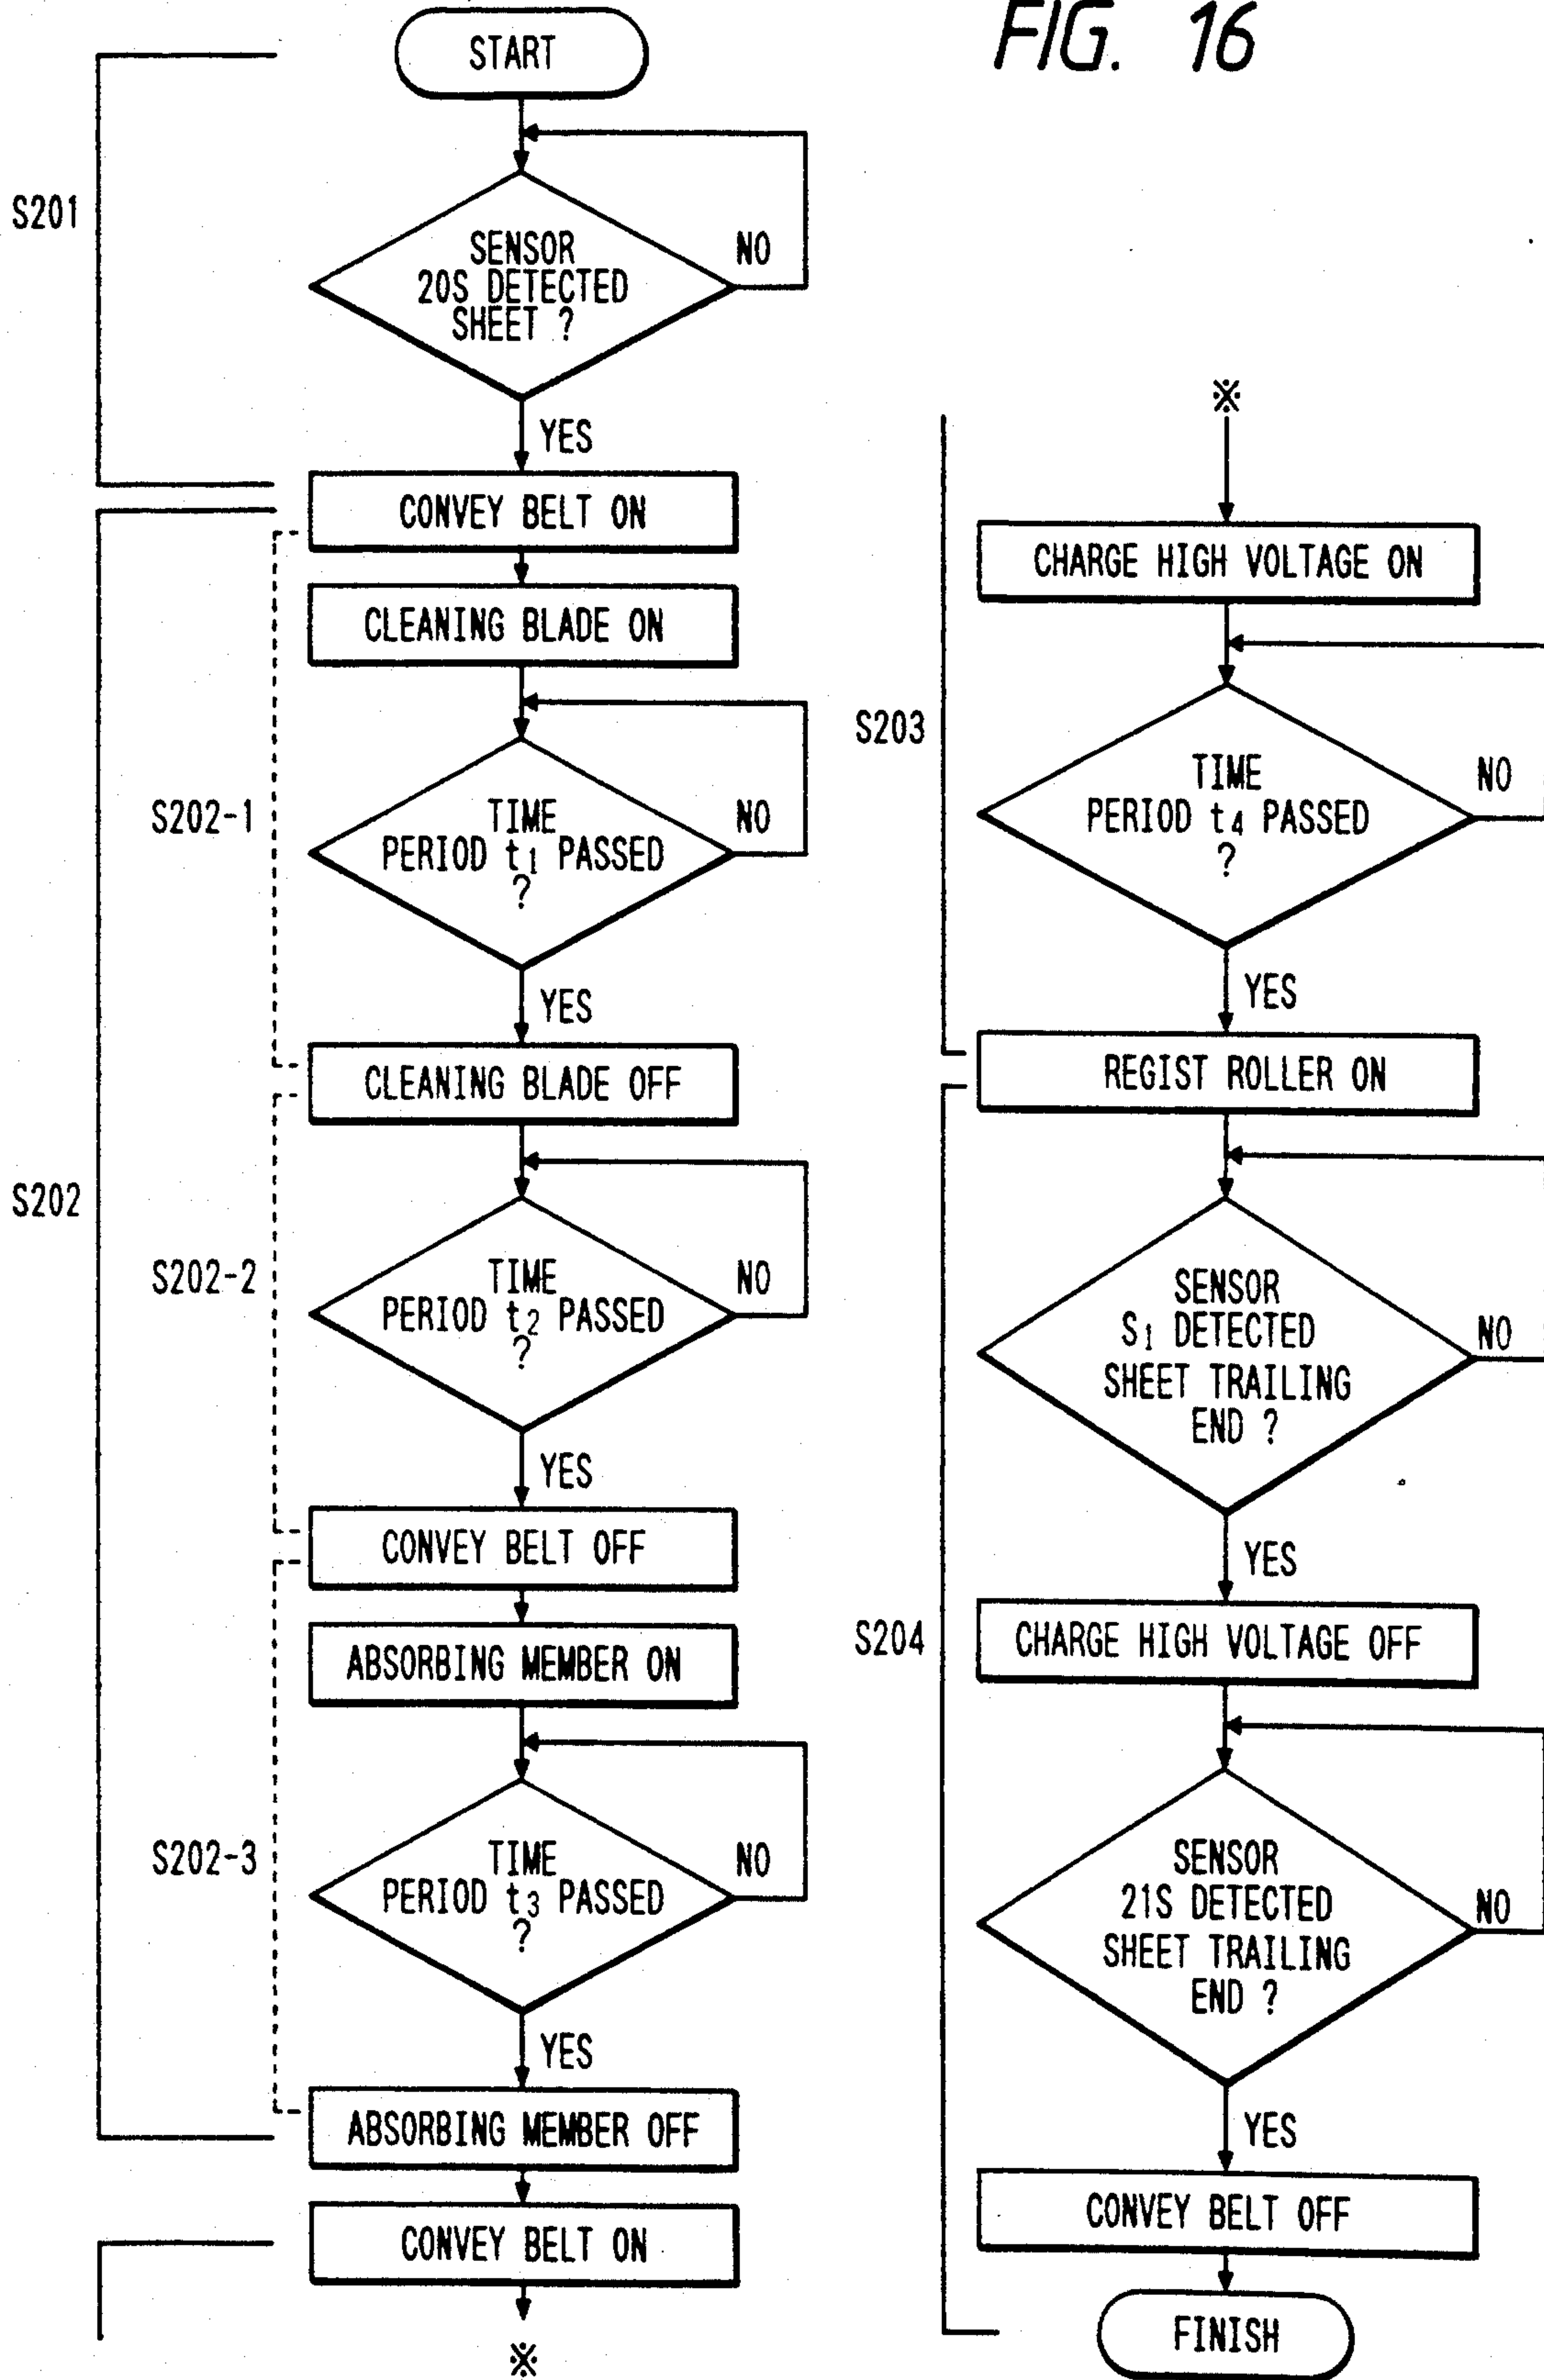 FIG. 16
START
S201
SENSOR
20S DETECTED
SHEET ?
NO
YES
CONVEY BELT ON
CLEANING BLADE ON
S202-1
TIME
PERIOD t1 PASSED
?
NO
YES
CLEANING BLADE OFF
S202
S202-2
TIME
PERIOD t2 PASSED
?
NO
YES
CONVEY BELT OFF
ABSORBING MEMBER ON
S202-3
TIME
PERIOD t3 PASSED
?
NO
YES
ABSORBING MEMBER OFF
CONVEY BELT ON
※
※
CHARGE HIGH VOLTAGE ON
S203
TIME
PERIOD t4 PASSED
?
NO
YES
REGIST ROLLER ON
SENSOR
S1 DETECTED
SHEET TRAILING
END ?
NO
YES
S204
CHARGE HIGH VOLTAGE OFF
SENSOR
21S DETECTED
SHEET TRAILING
END ?
NO
YES
CONVEY BELT OFF
FINISH